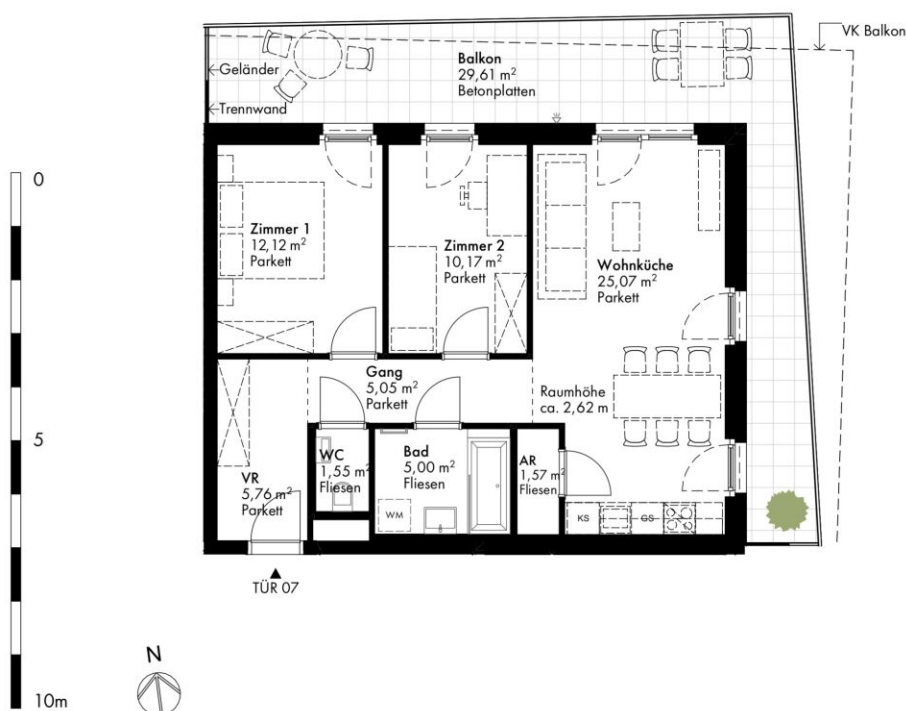 VK Balkon
Balkon
29,61 m²
Betonplatten
Geländer
Trennwand
0
Zimmer 1
12,12 m²
Parkett
Zimmer 2
10,17 m²
Parkett
Wohnküche
25,07 m²
Parkett
Gang
5,05 m²
Parkett
Raumhöhe
ca. 2,62 m
5
VR
5,76 m²
Parkett
WC
1,55 m²
Fliesen
Bad
5,00 m²
Fliesen
AR
1,57 m²
Fliesen
WM
KS
GS
TÜR 07
N
10m